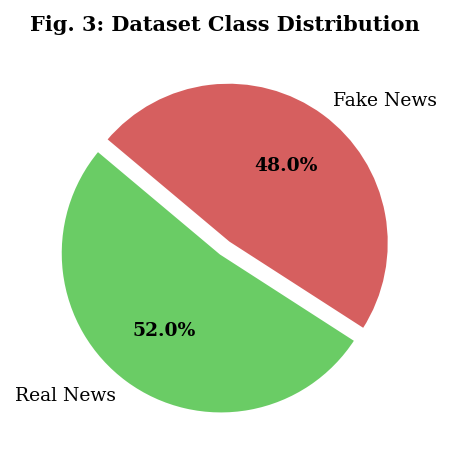 Fig. 3: Dataset Class Distribution
Fake News
48.0%
52.0%
Real News